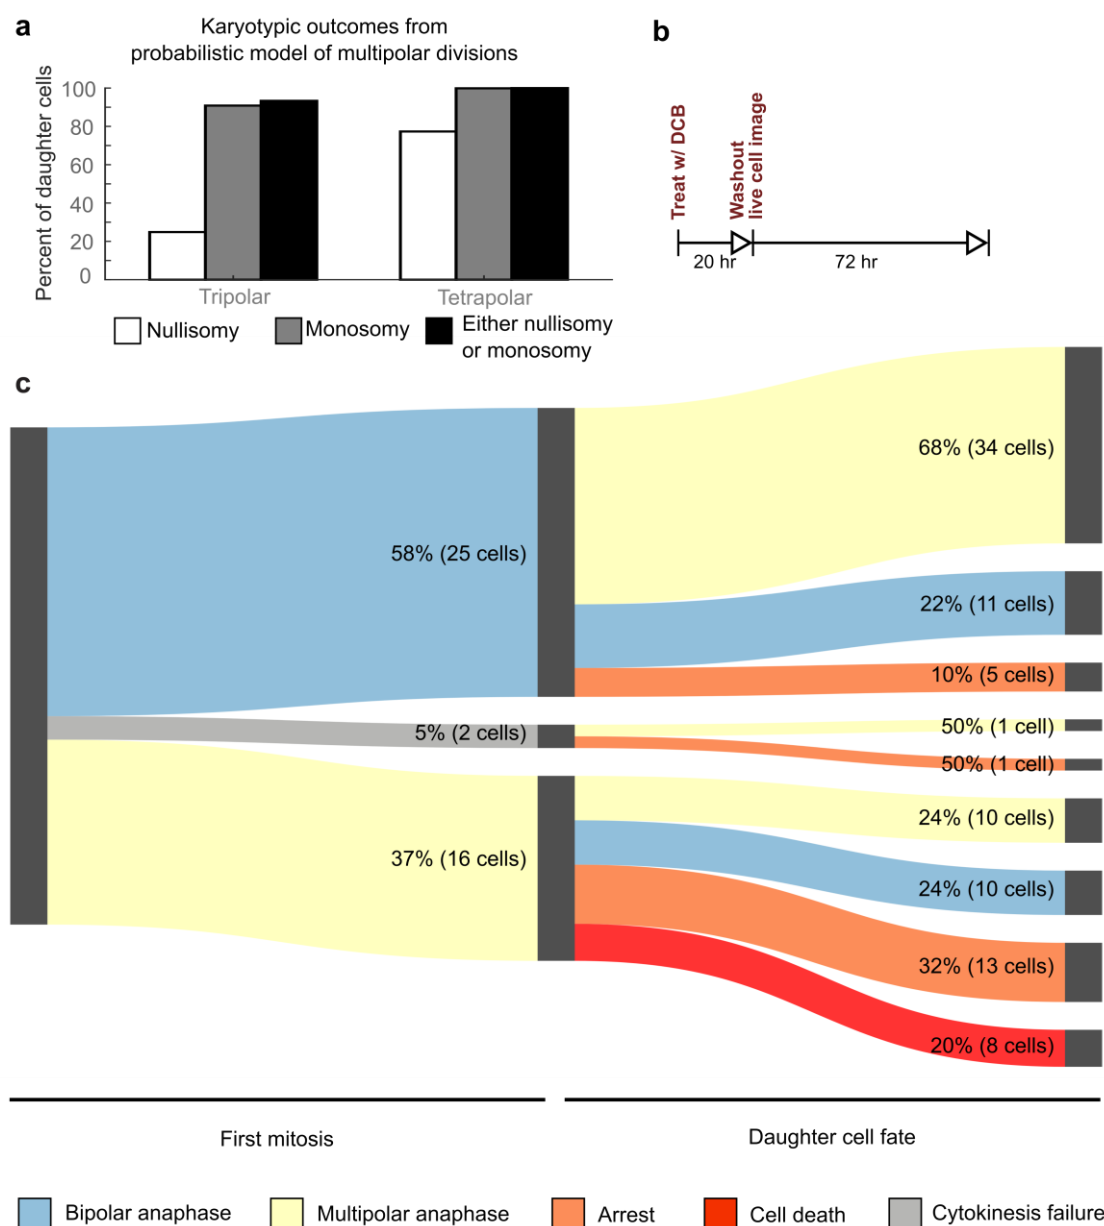 a
Karyotypic outcomes from
probabilistic model of multipolar divisions
Percent of daughter cells
100
80
60
40
20
0
Tripolar
Tetrapolar
Nullisomy
Monosomy
Either nullisomy
or monosomy
b
Treat w/ DCB
Washout
live cell image
20 hr
72 hr
c
58% (25 cells)
5% (2 cells)
37% (16 cells)
68% (34 cells)
22% (11 cells)
10% (5 cells)
50% (1 cell)
50% (1 cell)
24% (10 cells)
24% (10 cells)
32% (13 cells)
20% (8 cells)
First mitosis
Daughter cell fate
Bipolar anaphase
Multipolar anaphase
Arrest
Cell death
Cytokinesis failure